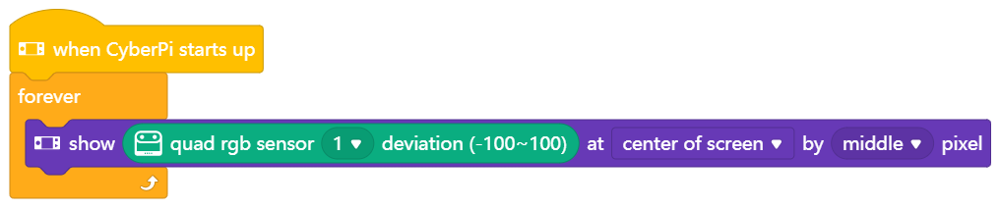 when CyberPi starts up
forever
show quad rgb sensor 1 deviation (-100~100) at center of screen by middle pixel